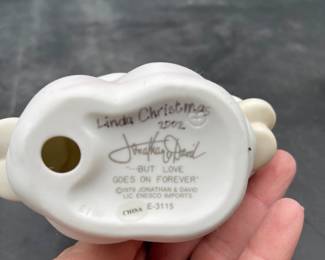 Linda Christmas
2002
Jonathan & David
"--BUT LOVE
GOES ON FOREVER"
©1979 JONATHAN & DAVID
LIC ENESCO IMPORTS
CHINA E-3115